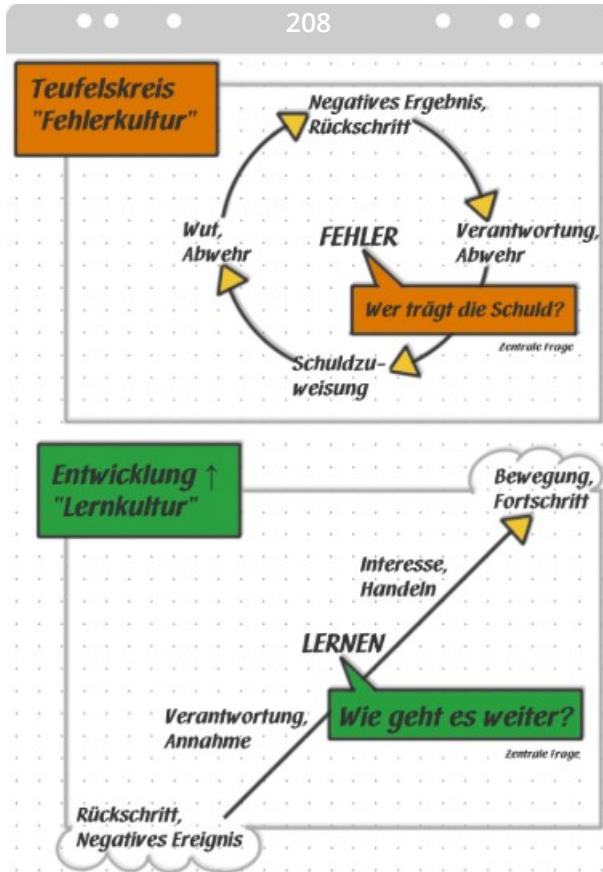 208
Teufelskreis
"Fehlerkultur"
Negatives Ergebnis,
Rückschritt
Wut,
Abwehr
FEHLER
Verantwortung,
Abwehr
Wer trägt die Schuld?
Zentrale Frage
Schuldzu-
weisung
Entwicklung ↑
"Lernkultur"
Bewegung,
Fortschritt
Interesse,
Handeln
LERNEN
Wie geht es weiter?
Verantwortung,
Annahme
Zentrale Frage
Rückschritt,
Negatives Ereignis